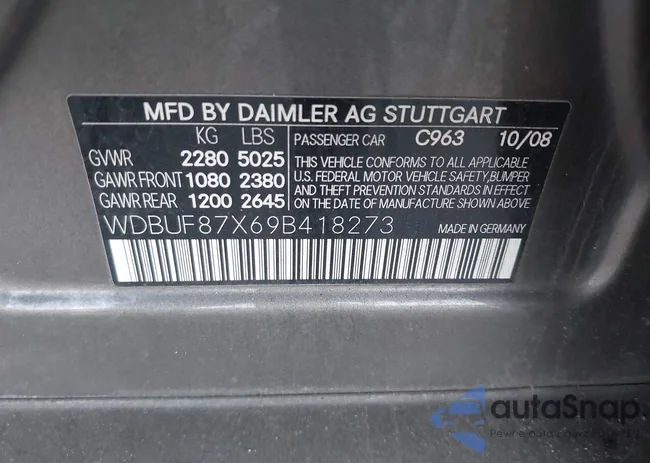 MFD BY DAIMLER AG STUTTGART
KG LBS PASSENGER CAR C963 10/08
GVWR 2280 5025
GAWR FRONT 1080 2380
GAWR REAR 1200 2645
THIS VEHICLE CONFORMS TO ALL APPLICABLE
U.S. FEDERAL MOTOR VEHICLE SAFETY,BUMPER
AND THEFT PREVENTION STANDARDS IN EFFECT
ON THE DATE OF MANUFACTURE SHOWN ABOVE.
WDBUF87X69B418273
MADE IN GERMANY
autoSnap